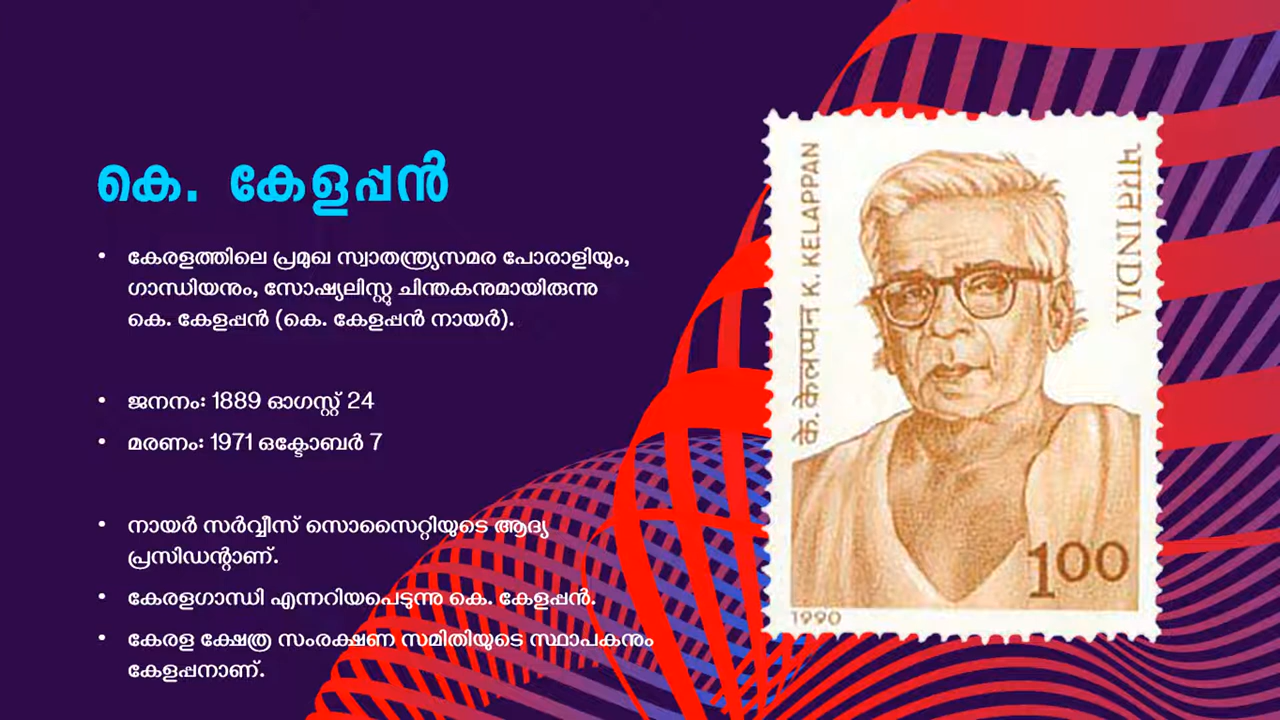 കെ. കേളപ്പൻ
• കേരളത്തിലെ പ്രമുഖ സ്വാതന്ത്ര്യസമര പോരാളിയും,
ഗാന്ധിയനും, സോഷ്യലിസ്റ്റു ചിന്തകനുമായിരുന്നു
കെ. കേളപ്പൻ (കെ. കേളപ്പൻ നായർ).
• ജനനം: 1889 ഓഗസ്റ്റ് 24
• മരണം: 1971 ഒക്ടോബർ 7
• നായർ സർവ്വീസ് സൊസൈറ്റിയുടെ ആദ്യ
പ്രസിഡന്റാണ്.
• കേരളഗാന്ധി എന്നറിയപെടുന്നു കെ. കേളപ്പൻ.
• കേരള ക്ഷേത്ര സംരക്ഷണ സമിതിയുടെ സ്ഥാപകനും
കേളപ്പനാണ്.
के. केलप्पन K. KELAPPAN
भारत INDIA
100
1990